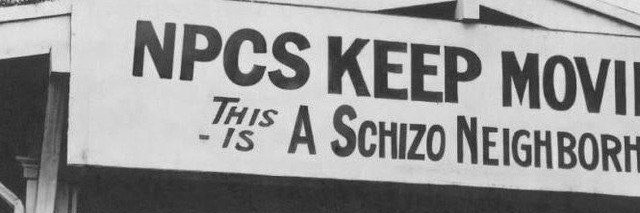 NPCS KEEP MOVI
THIS IS A SCHIZO NEIGHBORH